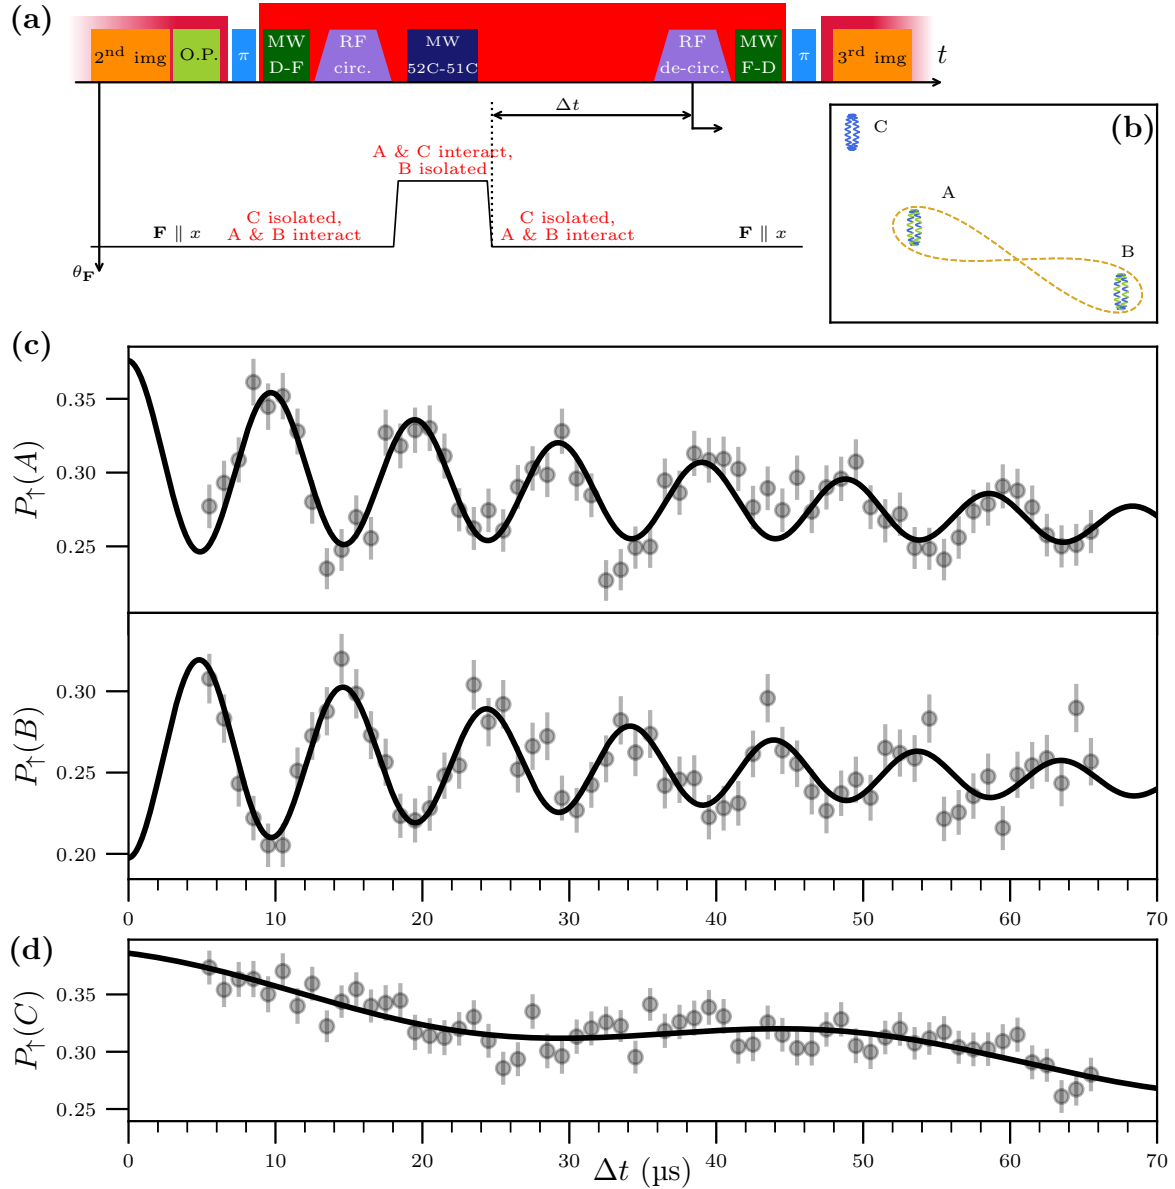 (a)
2nd img
O.P.
π
MW
D-F
RF
circ.
MW
52C-51C
RF
de-circ.
MW
F-D
π
3rd img
t
Δt
A & C interact,
B isolated
C isolated,
A & B interact
C isolated,
A & B interact
F ∥ x
F ∥ x
θF
(b)
C
A
B
(c)
P↑(A)
0.35
0.30
0.25
P↑(B)
0.30
0.25
0.20
0 10 20 30 40 50 60 70
(d)
P↑(C)
0.35
0.30
0.25
0 10 20 30 40 50 60 70
Δt (µs)